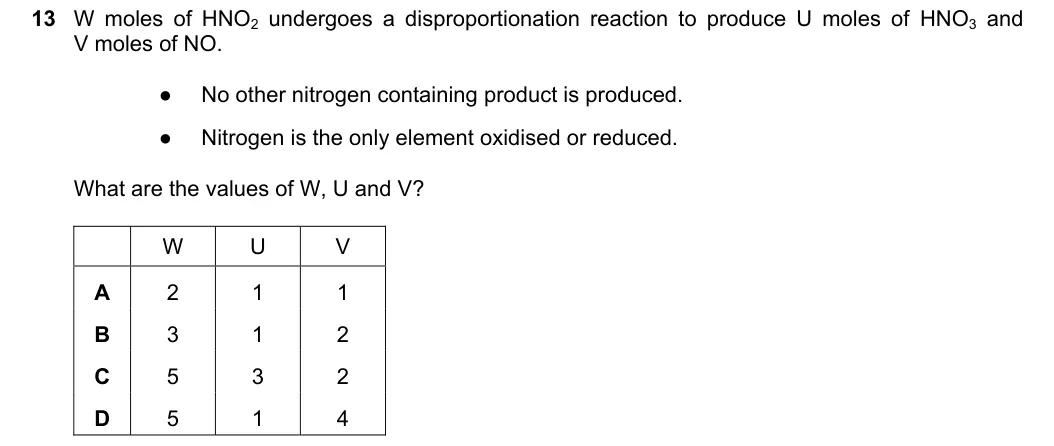 13 W moles of HNO₂ undergoes a disproportionation reaction to produce U moles of HNO₃ and
V moles of NO.
● No other nitrogen containing product is produced.
● Nitrogen is the only element oxidised or reduced.
What are the values of W, U and V?
W U V
A 2 1 1
B 3 1 2
C 5 3 2
D 5 1 4